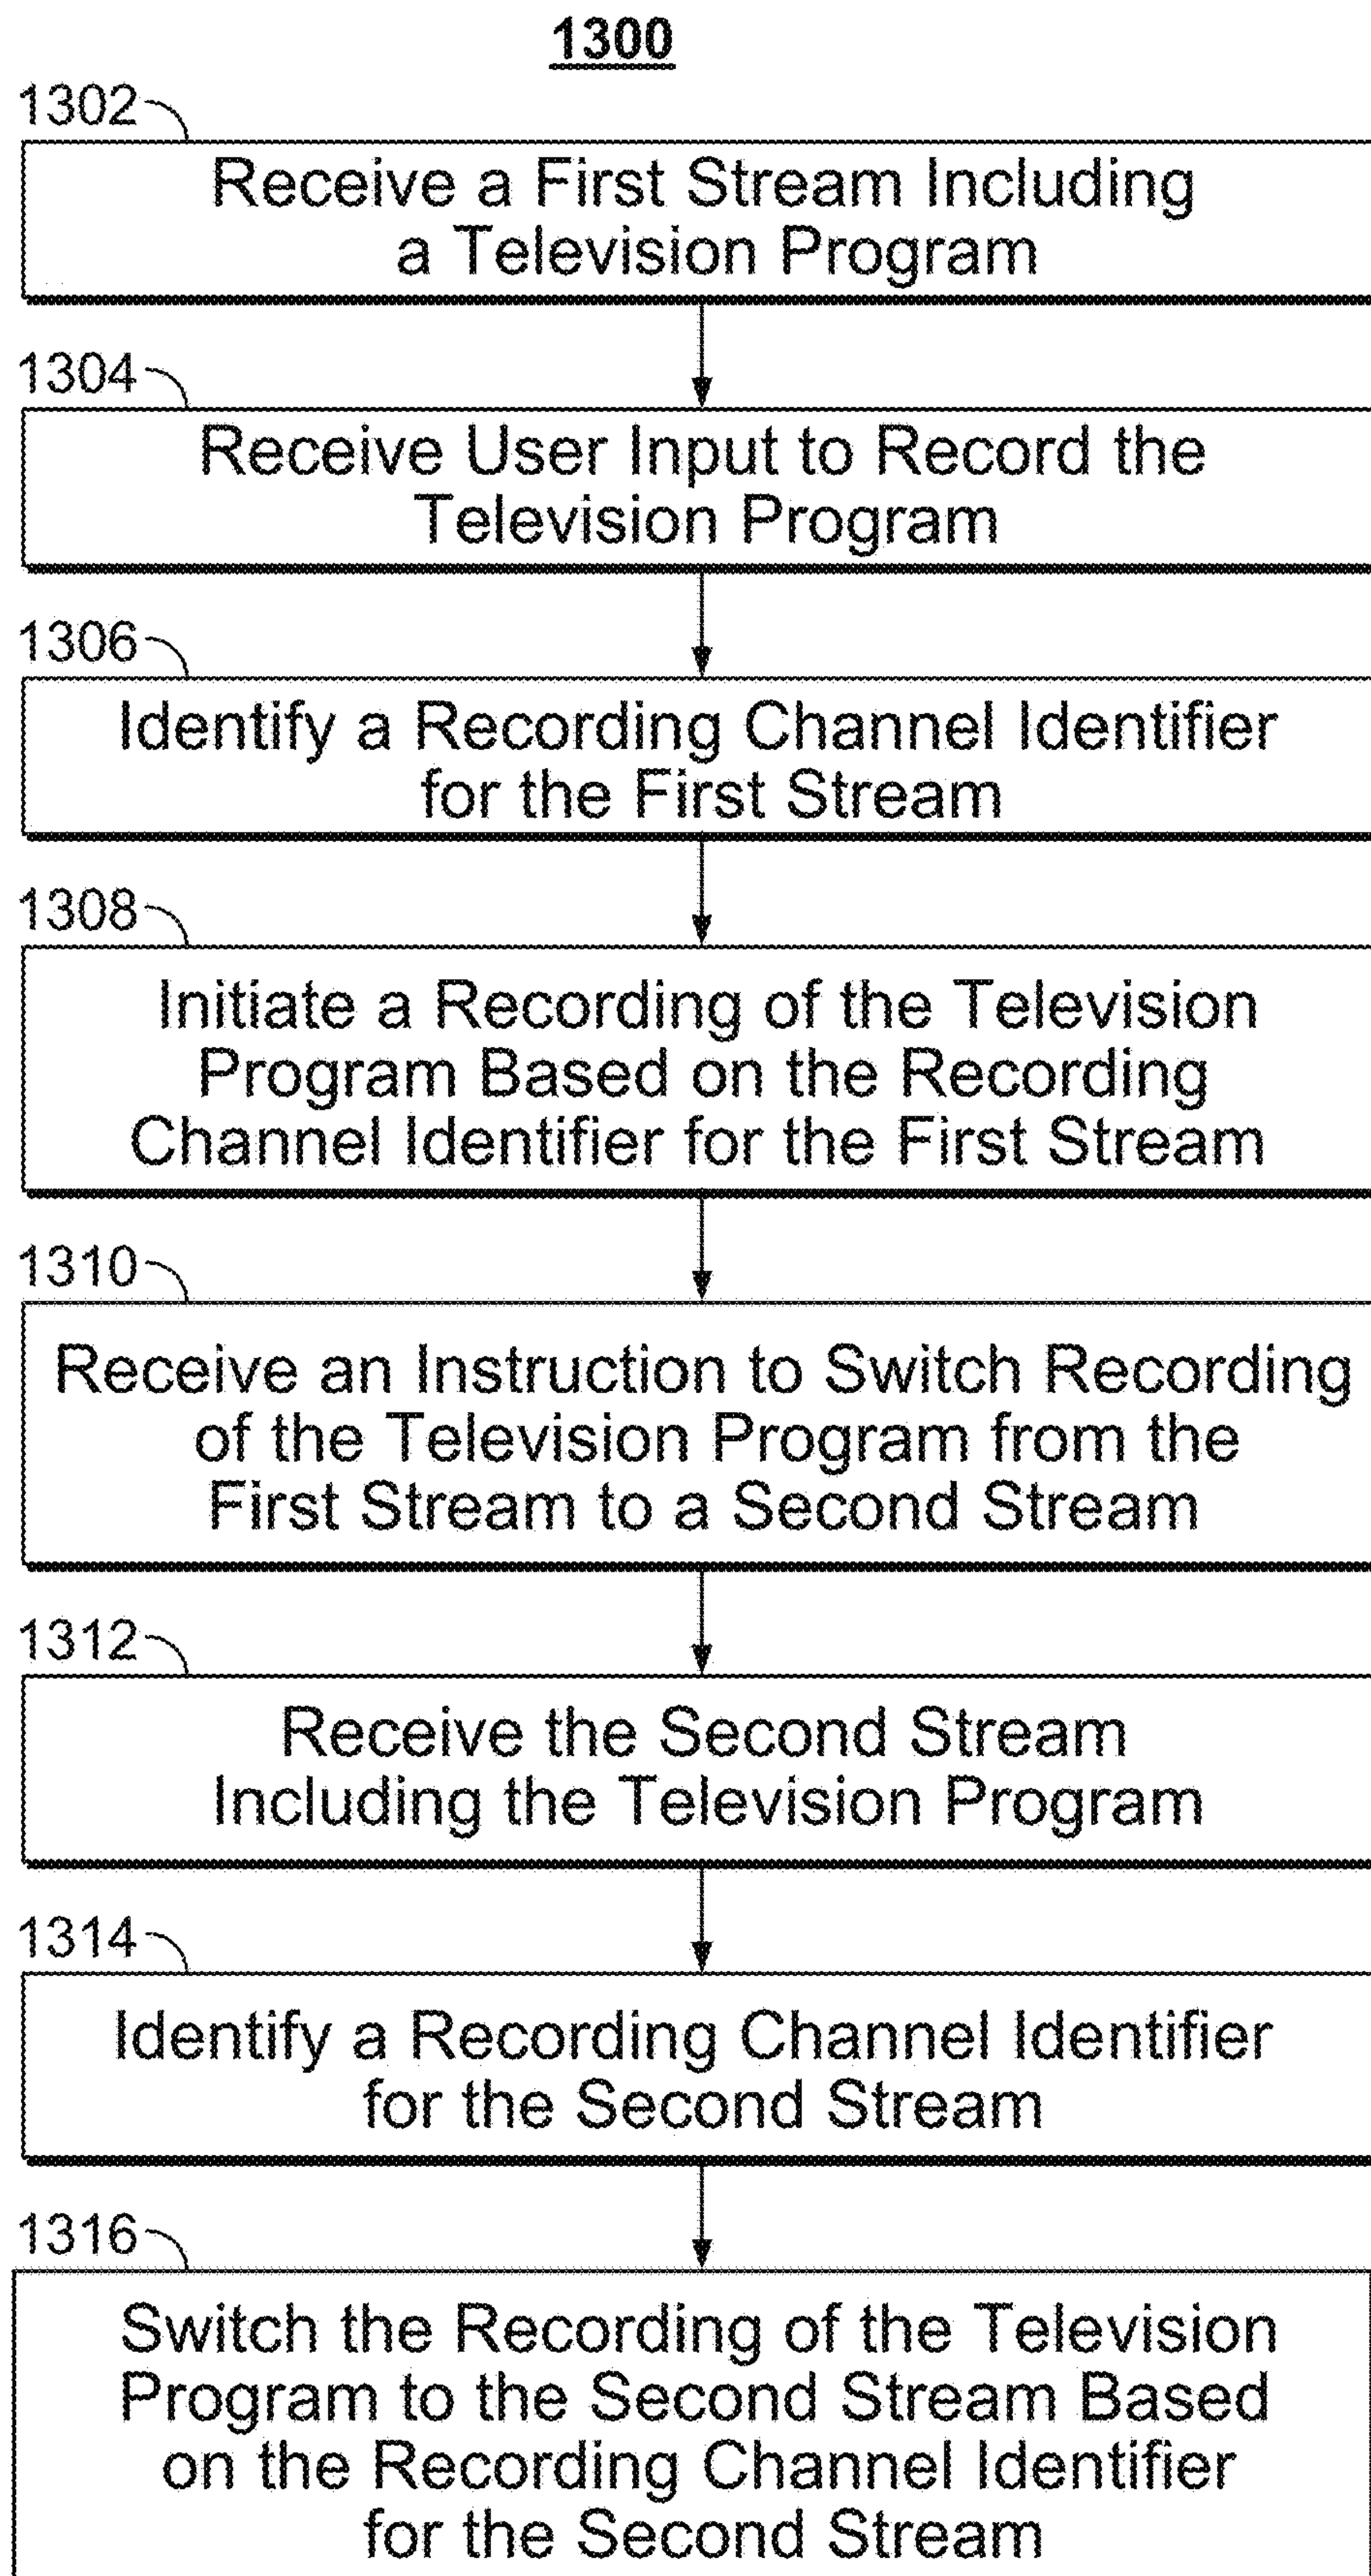 1300
1302
Receive a First Stream Including
a Television Program
1304
Receive User Input to Record the
Television Program
1306
Identify a Recording Channel Identifier
for the First Stream
1308
Initiate a Recording of the Television
Program Based on the Recording
Channel Identifier for the First Stream
1310
Receive an Instruction to Switch Recording
of the Television Program from the
First Stream to a Second Stream
1312
Receive the Second Stream
Including the Television Program
1314
Identify a Recording Channel Identifier
for the Second Stream
1316
Switch the Recording of the Television
Program to the Second Stream Based
on the Recording Channel Identifier
for the Second Stream